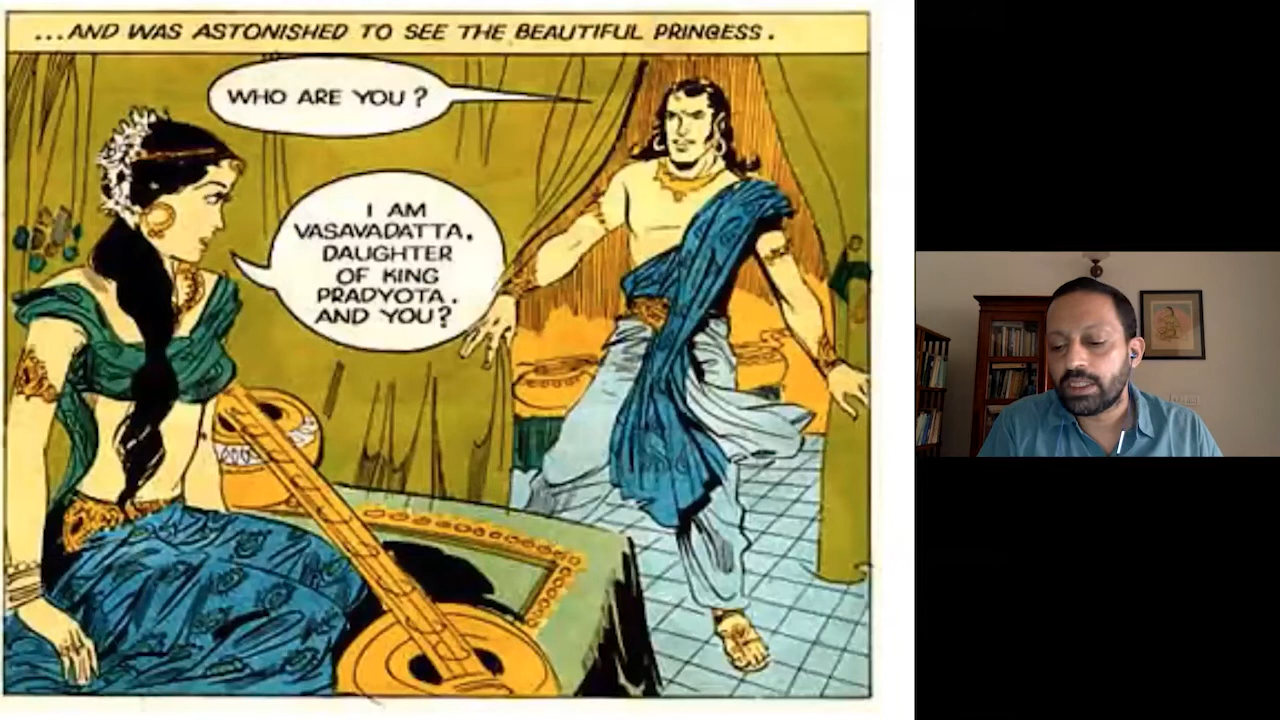 ...AND WAS ASTONISHED TO SEE THE BEAUTIFUL PRINCESS.
WHO ARE YOU?
I AM
VASAVADATTA,
DAUGHTER
OF KING
PRADYOTA.
AND YOU?